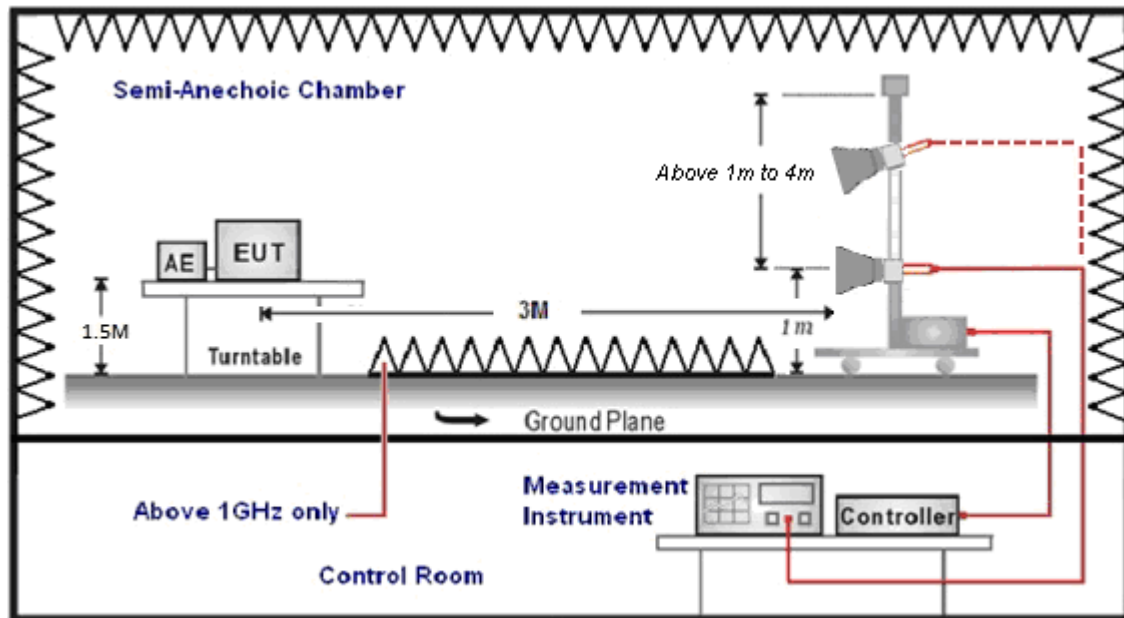 Semi-Anechoic Chamber
Above 1m to 4m
AE
EUT
3M
1m
1.5M
Turntable
Ground Plane
Above 1GHz only
Measurement
Instrument
Controller
Control Room